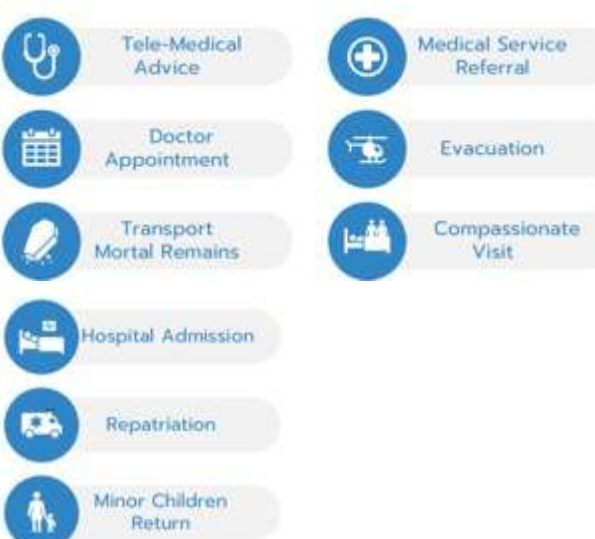 Tele-Medical
Advice
Medical Service
Referral
Doctor
Appointment
Evacuation
Transport
Mortal Remains
Compassionate
Visit
Hospital Admission
Repatriation
Minor Children
Return